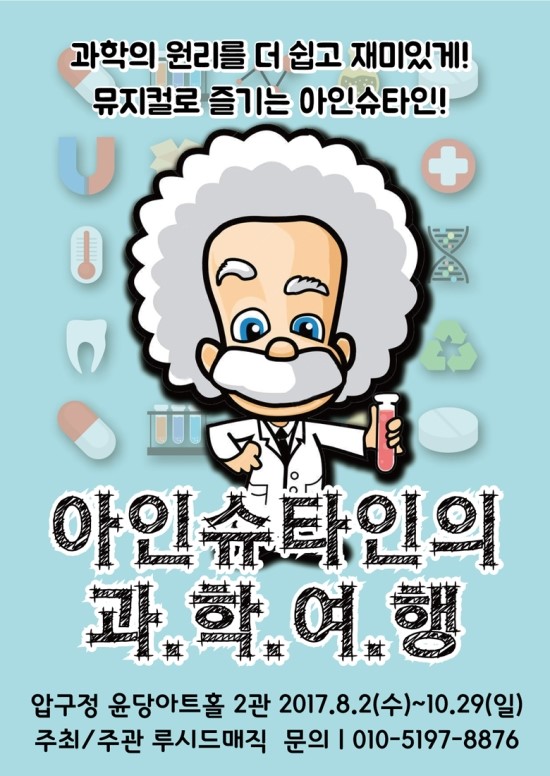 과학의 원리를 더 쉽고 재미있게!
뮤지컬로 즐기는 아인슈타인!
아인슈타인의
과.학.여.행
압구정 윤당아트홀 2관 2017.8.2(수)~10.29(일)
주최/주관 루시드매직 문의 | 010-5197-8876